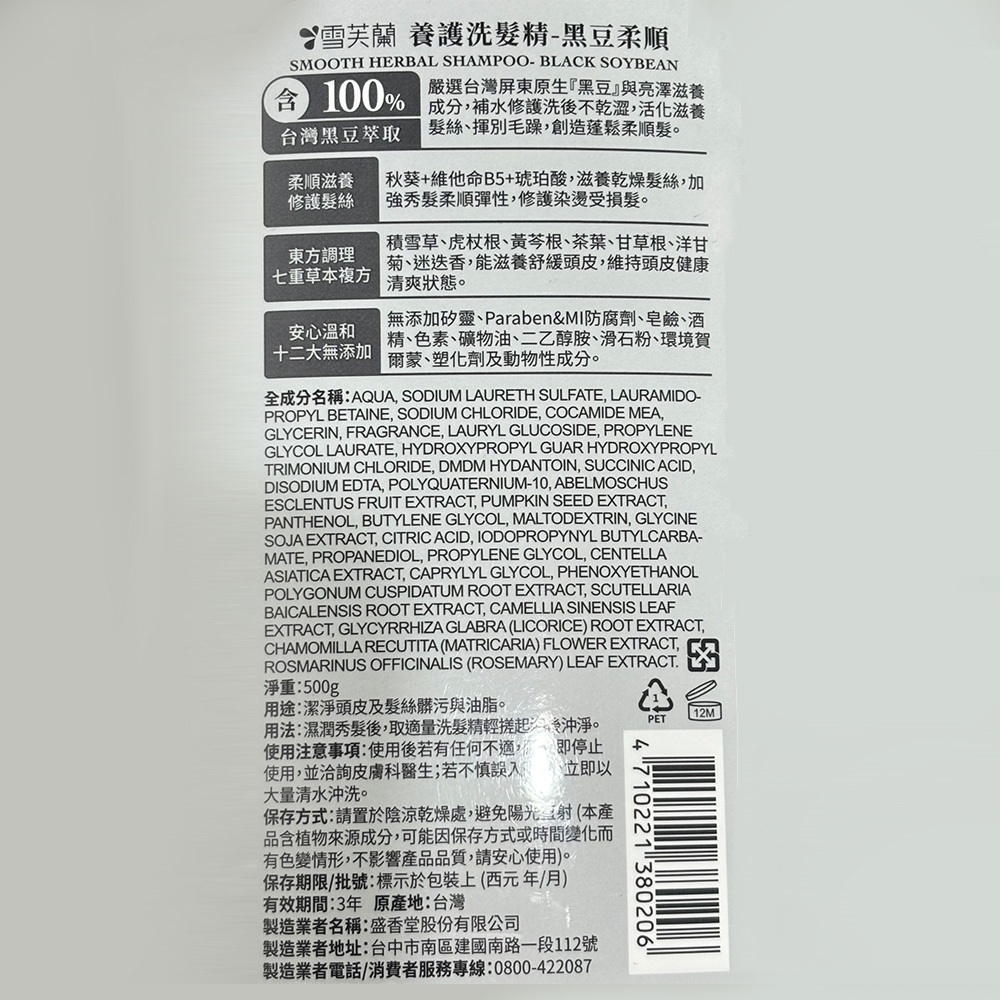 雪芙蘭 養護洗髮精-黑豆柔順
SMOOTH HERBAL SHAMPOO- BLACK SOYBEAN
含 100%
台灣黑豆萃取
嚴選台灣屏東原生『黑豆』與亮澤滋養
成分,補水修護洗後不乾澀,活化滋養
髮絲、揮別毛躁,創造蓬鬆柔順髮。
柔順滋養
修護髮絲
秋葵+維他命B5+琥珀酸,滋養乾燥髮絲,加
強秀髮柔順彈性,修護染燙受損髮。
東方調理
七重草本複方
積雪草、虎杖根、黃芩根、茶葉、甘草根、洋甘
菊、迷迭香,能滋養舒緩頭皮,維持頭皮健康
清爽狀態。
安心溫和
十二大無添加
無添加矽靈、Paraben&MI防腐劑、皂鹼、酒
精、色素、礦物油、二乙醇胺、滑石粉、環境賀
爾蒙、塑化劑及動物性成分。
全成分名稱:AQUA, SODIUM LAURETH SULFATE, LAURAMIDO-
PROPYL BETAINE, SODIUM CHLORIDE, COCAMIDE MEA,
GLYCERIN, FRAGRANCE, LAURYL GLUCOSIDE, PROPYLENE
GLYCOL LAURATE, HYDROXYPROPYL GUAR HYDROXYPROPYL
TRIMONIUM CHLORIDE, DMDM HYDANTOIN, SUCCINIC ACID,
DISODIUM EDTA, POLYQUATERNIUM-10, ABELMOSCHUS
ESCLENTUS FRUIT EXTRACT, PUMPKIN SEED EXTRACT,
PANTHENOL, BUTYLENE GLYCOL, MALTODEXTRIN, GLYCINE
SOJA EXTRACT, CITRIC ACID, IODOPROPYNYL BUTYLCARBA-
MATE, PROPANEDIOL, PROPYLENE GLYCOL, CENTELLA
ASIATICA EXTRACT, CAPRYLYL GLYCOL, PHENOXYETHANOL
POLYGONUM CUSPIDATUM ROOT EXTRACT, SCUTELLARIA
BAICALENSIS ROOT EXTRACT, CAMELLIA SINENSIS LEAF
EXTRACT, GLYCYRRHIZA GLABRA (LICORICE) ROOT EXTRACT,
CHAMOMILLA RECUTITA (MATRICARIA) FLOWER EXTRACT,
ROSMARINUS OFFICINALIS (ROSEMARY) LEAF EXTRACT.
淨重:500g
用途:潔淨頭皮及髮絲髒污與油脂。
用法:濕潤秀髮後,取適量洗髮精輕搓起 後沖淨。
使用注意事項:使用後若有任何不適, 即停止
使用,並洽詢皮膚科醫生;若不慎誤入 立即以
大量清水沖洗。
保存方式:請置於陰涼乾燥處,避免陽光 射 (本產
品含植物來源成分,可能因保存方式或時間變化而
有色變情形,不影響產品品質,請安心使用)。
保存期限/批號:標示於包裝上 (西元 年/月)
有效期間:3年 原產地:台灣
製造業者名稱:盛香堂股份有限公司
製造業者地址:台中市南區建國南路一段112號
製造業者電話/消費者服務專線:0800-422087
1
PET
12M
4 710221 380206